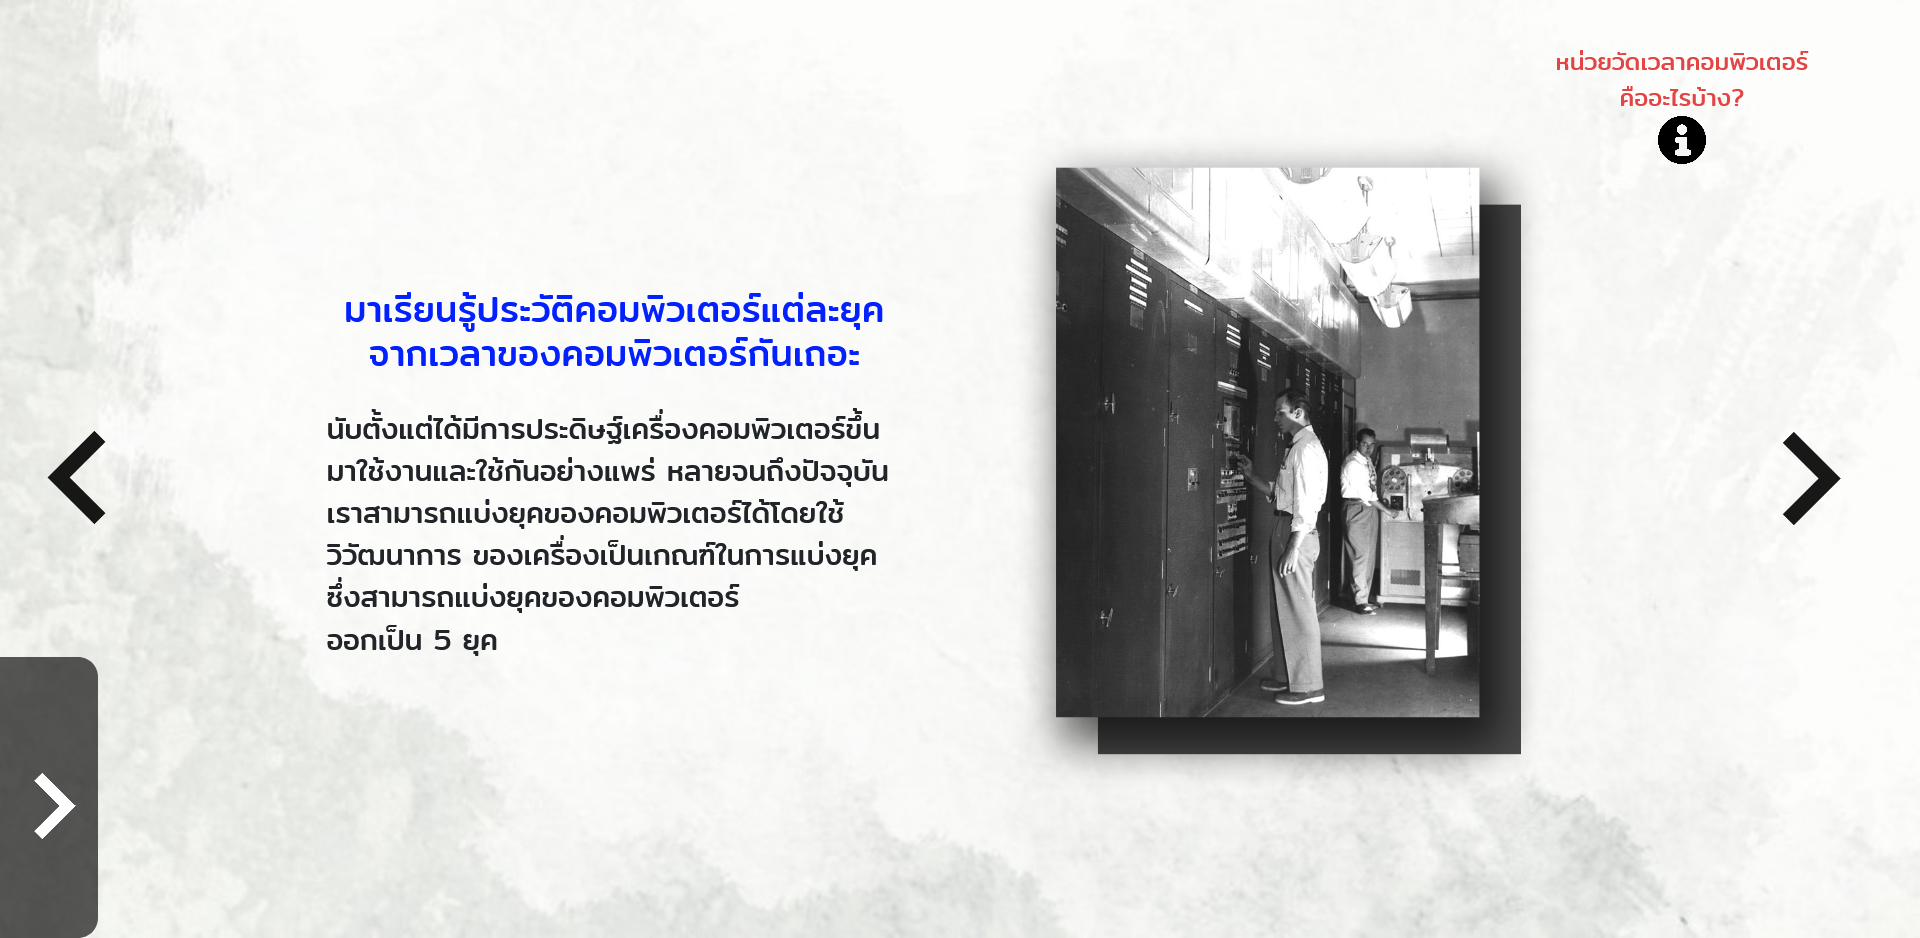 หน่วยวัดเวลาคอมพิวเตอร์
คืออะไรบ้าง?
มาเรียนรู้ประวัติคอมพิวเตอร์แต่ละยุค
จากเวลาของคอมพิวเตอร์กันเถอะ
นับตั้งแต่ได้มีการประดิษฐ์เครื่องคอมพิวเตอร์ขึ้น
มาใช้งานและใช้กันอย่างแพร่ หลายจนถึงปัจจุบัน
เราสามารถแบ่งยุคของคอมพิวเตอร์ได้โดยใช้
วิวัฒนาการ ของเครื่องเป็นเกณฑ์ในการแบ่งยุค
ซึ่งสามารถแบ่งยุคของคอมพิวเตอร์
ออกเป็น 5 ยุค